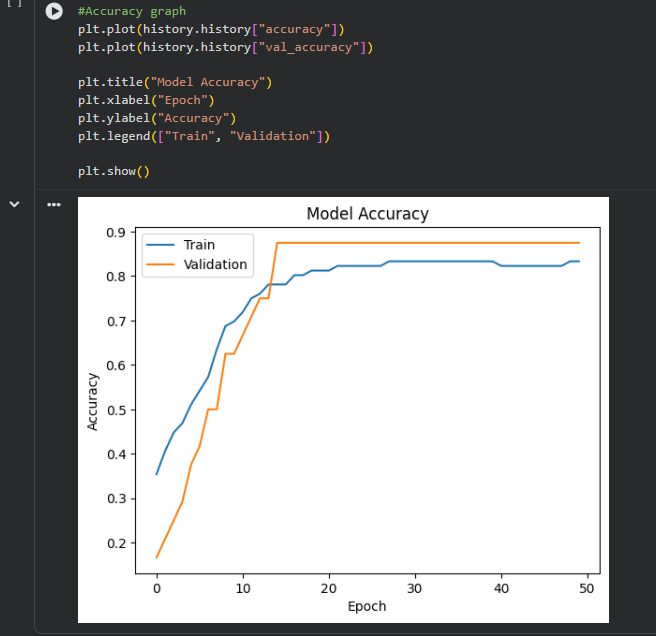 [ ]
#Accuracy graph
plt.plot(history.history["accuracy"])
plt.plot(history.history["val_accuracy"])
plt.title("Model Accuracy")
plt.xlabel("Epoch")
plt.ylabel("Accuracy")
plt.legend(["Train", "Validation"])
plt.show()
Model Accuracy
Train
Validation
0.9
0.8
0.7
0.6
0.5
0.4
0.3
0.2
Accuracy
0 10 20 30 40 50
Epoch